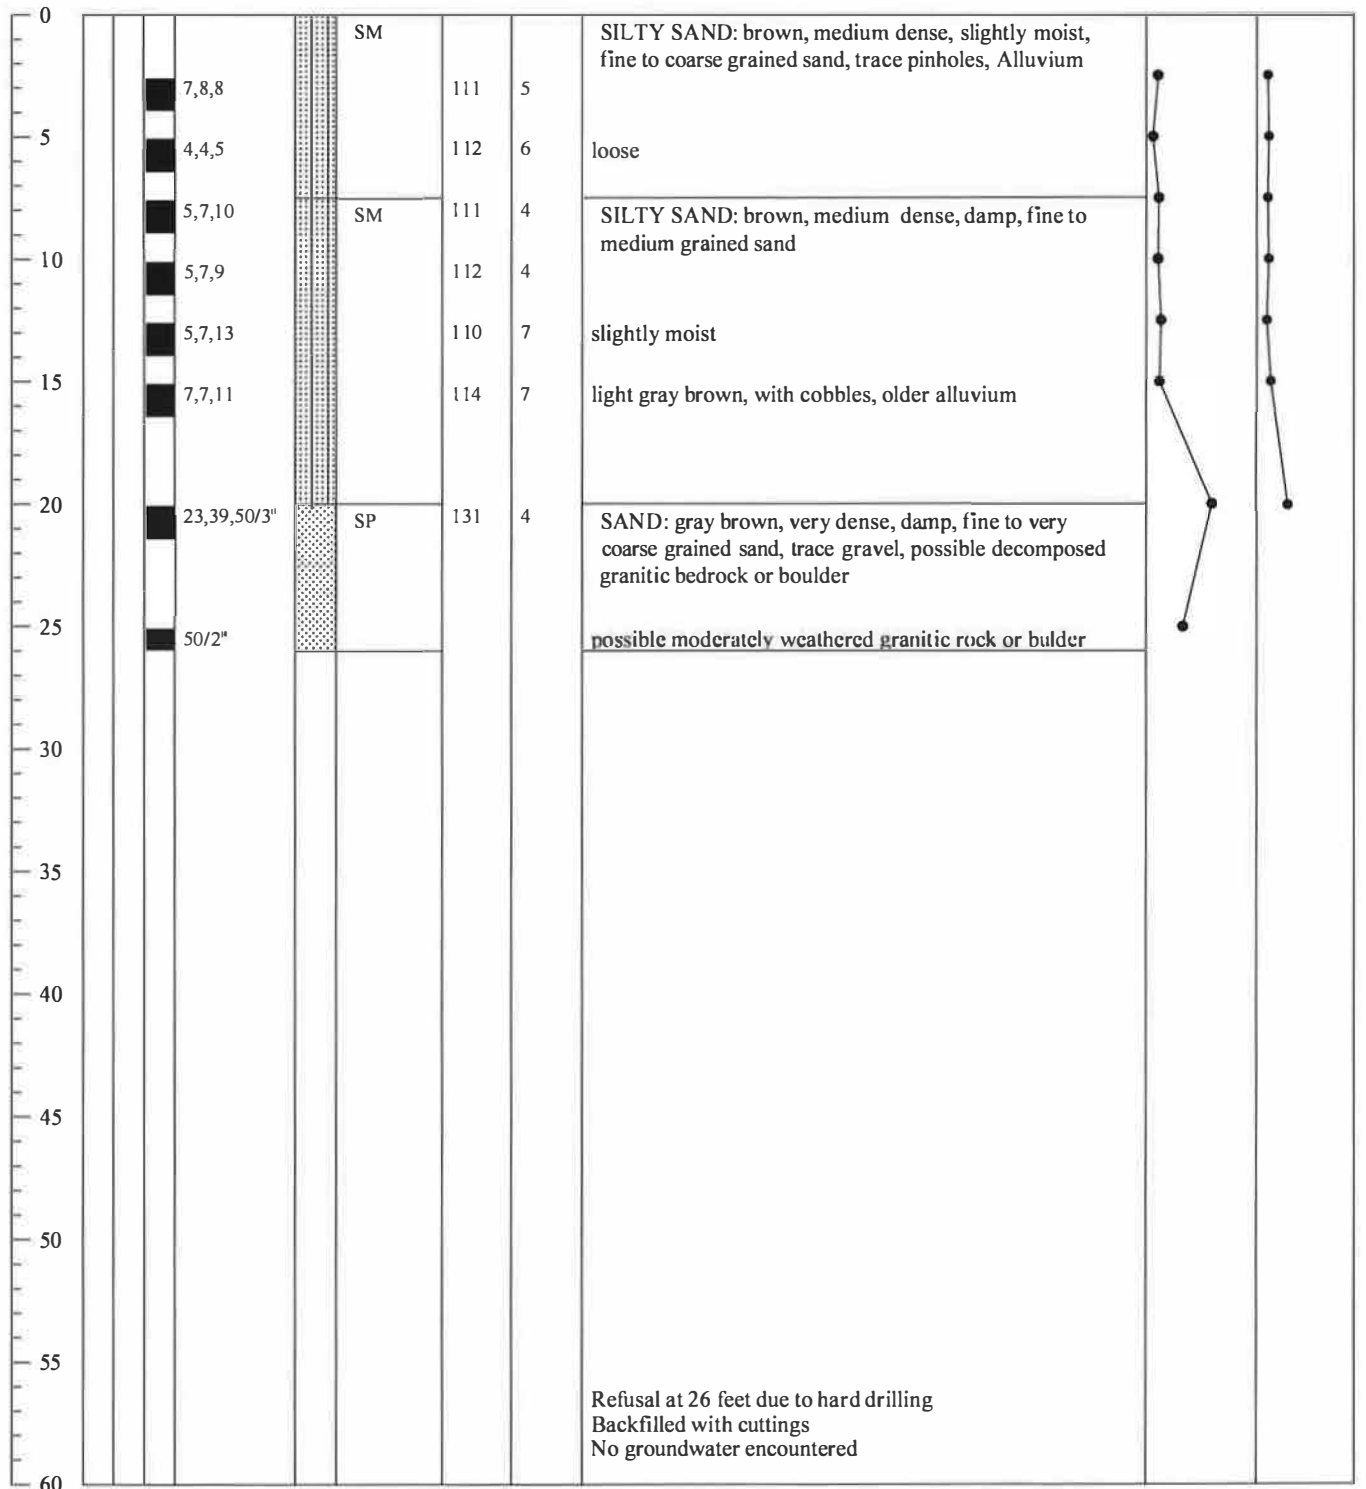 0
SM
SILTY SAND: brown, medium dense, slightly moist,
fine to coarse grained sand, trace pinholes, Alluvium
7,8,8 111 5
5 4,4,5 112 6 loose
5,7,10 SM 111 4 SILTY SAND: brown, medium dense, damp, fine to
medium grained sand
10 5,7,9 112 4
5,7,13 110 7 slightly moist
15 7,7,11 114 7 light gray brown, with cobbles, older alluvium
20 23,39,50/3" SP 131 4 SAND: gray brown, very dense, damp, fine to very
coarse grained sand, trace gravel, possible decomposed
granitic bedrock or boulder
25 50/2" possible moderately weathered granitic rock or bulder
30
35
40
45
50
55
Refusal at 26 feet due to hard drilling
Backfilled with cuttings
No groundwater encountered
60